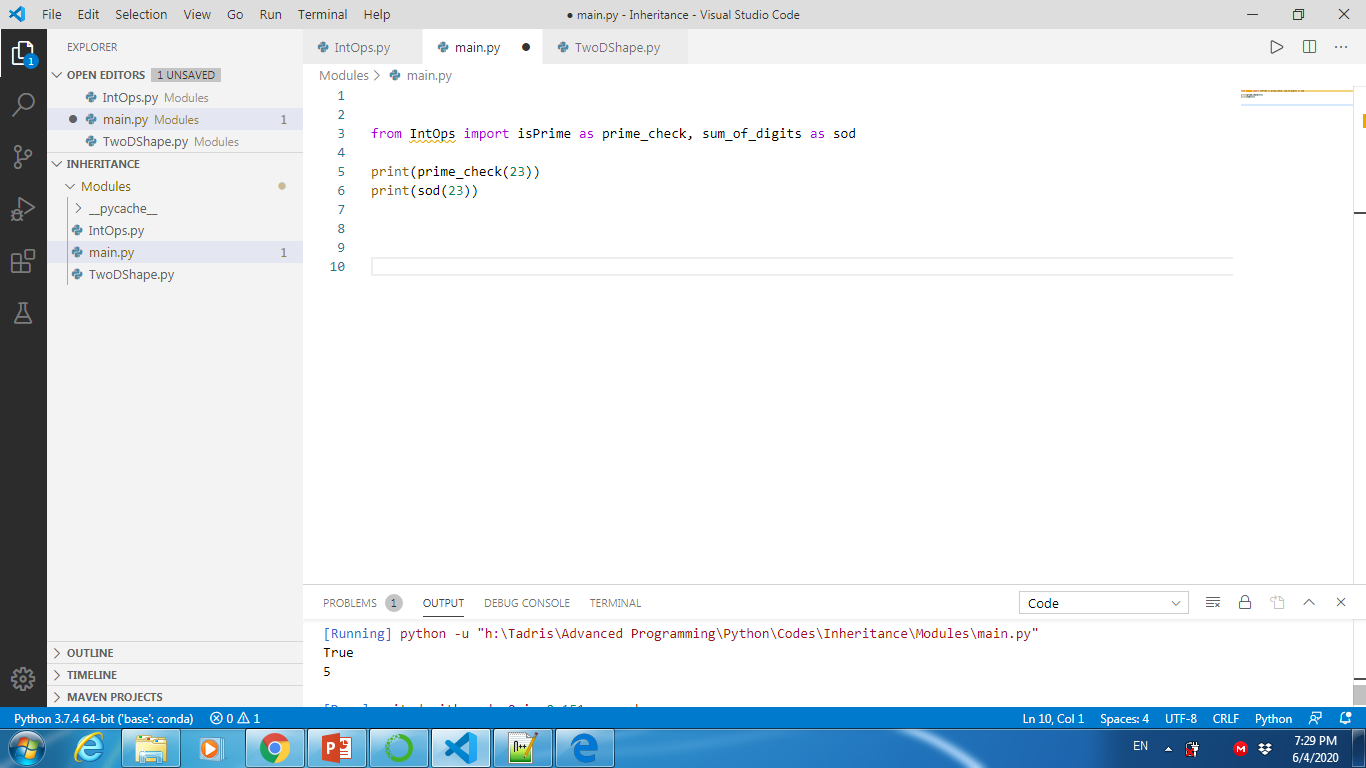 File Edit Selection View Go Run Terminal Help
● main.py - Inheritance - Visual Studio Code
1
EXPLORER
OPEN EDITORS 1 UNSAVED
IntOps.py Modules
main.py Modules 1
TwoDShape.py Modules
INHERITANCE
Modules
__pycache__
IntOps.py
main.py 1
TwoDShape.py
OUTLINE
TIMELINE
MAVEN PROJECTS
IntOps.py main.py TwoDShape.py
Modules > main.py
1
2
3 from IntOps import isPrime as prime_check, sum_of_digits as sod
4
5 print(prime_check(23))
6 print(sod(23))
7
8
9
10
PROBLEMS 1 OUTPUT DEBUG CONSOLE TERMINAL Code
[Running] python -u "h:\Tadris\Advanced Programming\Python\Codes\Inheritance\Modules\main.py"
True
5
Python 3.7.4 64-bit ('base': conda) 0 1 Ln 10, Col 1 Spaces: 4 UTF-8 CRLF Python
EN 7:29 PM
6/4/2020